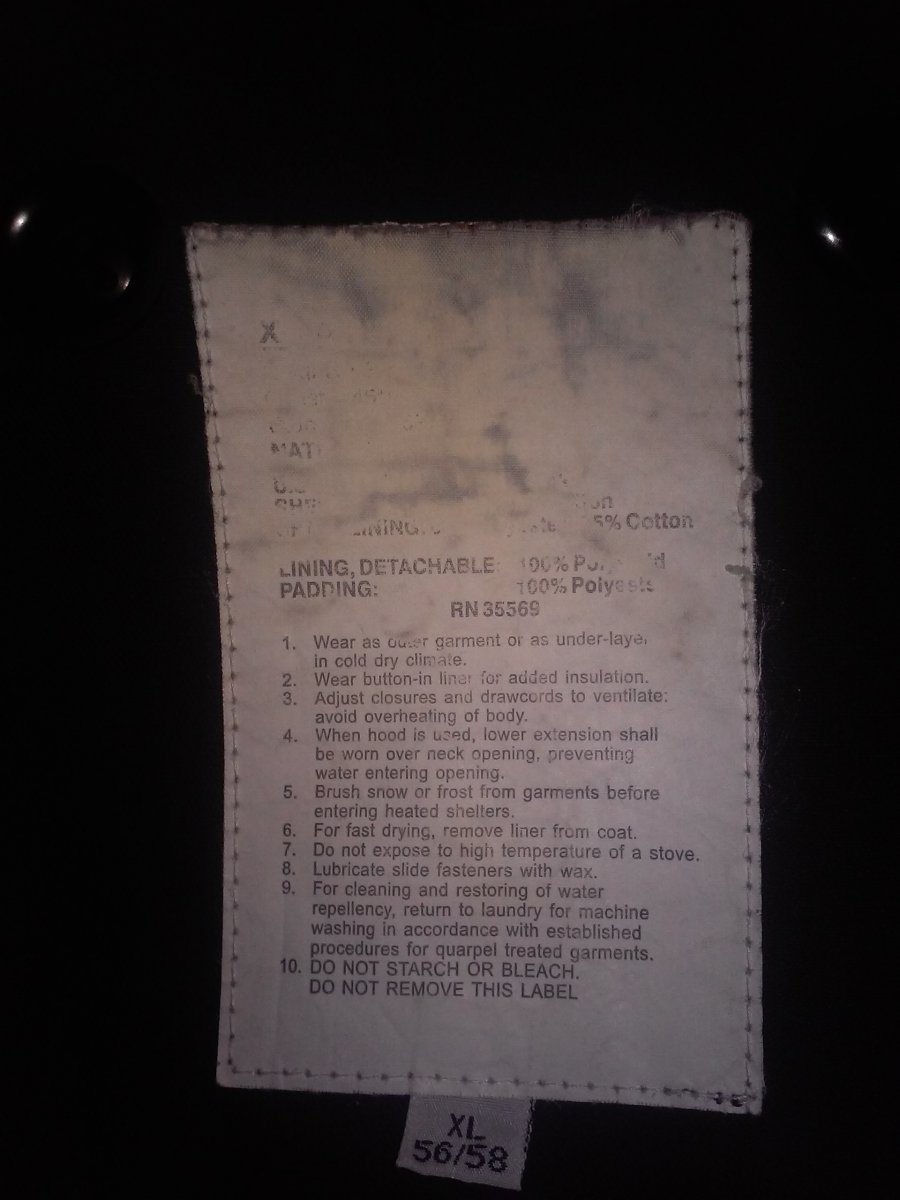 X
LINING, DETACHABLE: 100%
5% Cotton
PADDING: 100% Polyeste
RN 35569
1. Wear as outer garment or as under-laye
in cold dry climate.
2. Wear button-in liner for added insulation.
3. Adjust closures and drawcords to ventilate:
avoid overheating of body.
4. When hood is used, lower extension shall
be worn over neck opening, preventing
water entering opening.
5. Brush snow or frost from garments before
entering heated shelters.
6. For fast drying, remove liner from coat.
7. Do not expose to high temperature of a stove.
8. Lubricate slide fasteners with wax.
9. For cleaning and restoring of water
repellency, return to laundry for machine
washing in accordance with established
procedures for quarpel treated garments.
10. DO NOT STARCH OR BLEACH.
DO NOT REMOVE THIS LABEL
XL
56/58